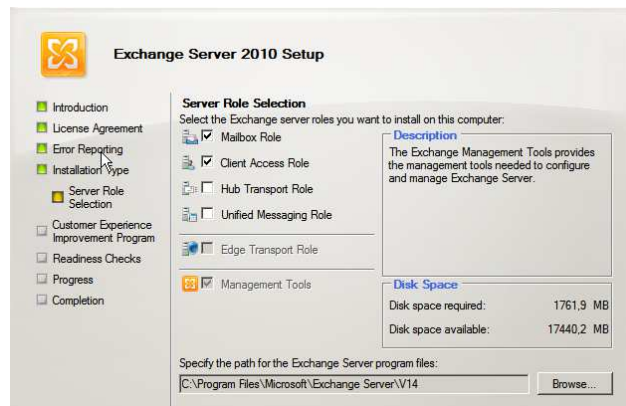 Exchange Server 2010 Setup
Introduction
License Agreement
Error Reporting
Installation Type
Server Role
Selection
Customer Experience
Improvement Program
Readiness Checks
Progress
Completion
Server Role Selection
Select the Exchange server roles you want to install on this computer:
Mailbox Role
Client Access Role
Hub Transport Role
Unified Messaging Role
Edge Transport Role
Management Tools
Description
The Exchange Management Tools provides
the management tools needed to configure
and manage Exchange Server.
Disk Space
Disk space required: 1761,9 MB
Disk space available: 17440,2 MB
Specify the path for the Exchange Server program files:
C:\Program Files\Microsoft\Exchange Server\V14
Browse...